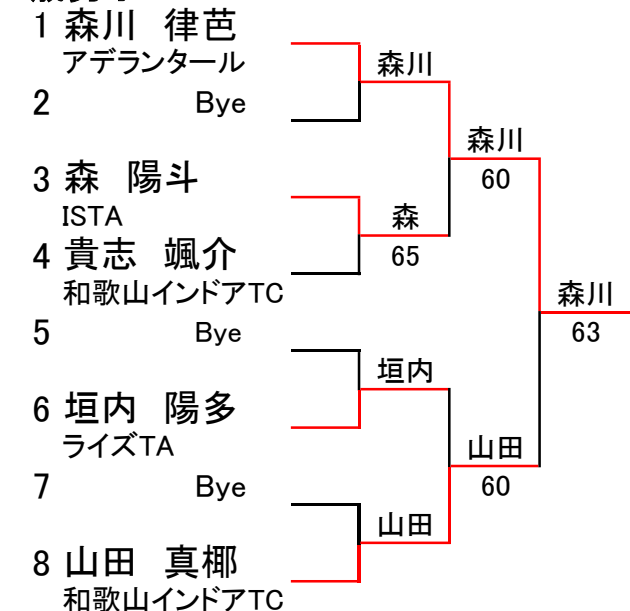 1 森川　律芭
アデランタール
2 Bye
3 森　陽斗
ISTA
4 貴志　颯介
和歌山インドアTC
5 Bye
6 垣内　陽多
ライズTA
7 Bye
8 山田　真椰
和歌山インドアTC
森川
森
65
垣内
山田
森川
60
山田
60
森川
63